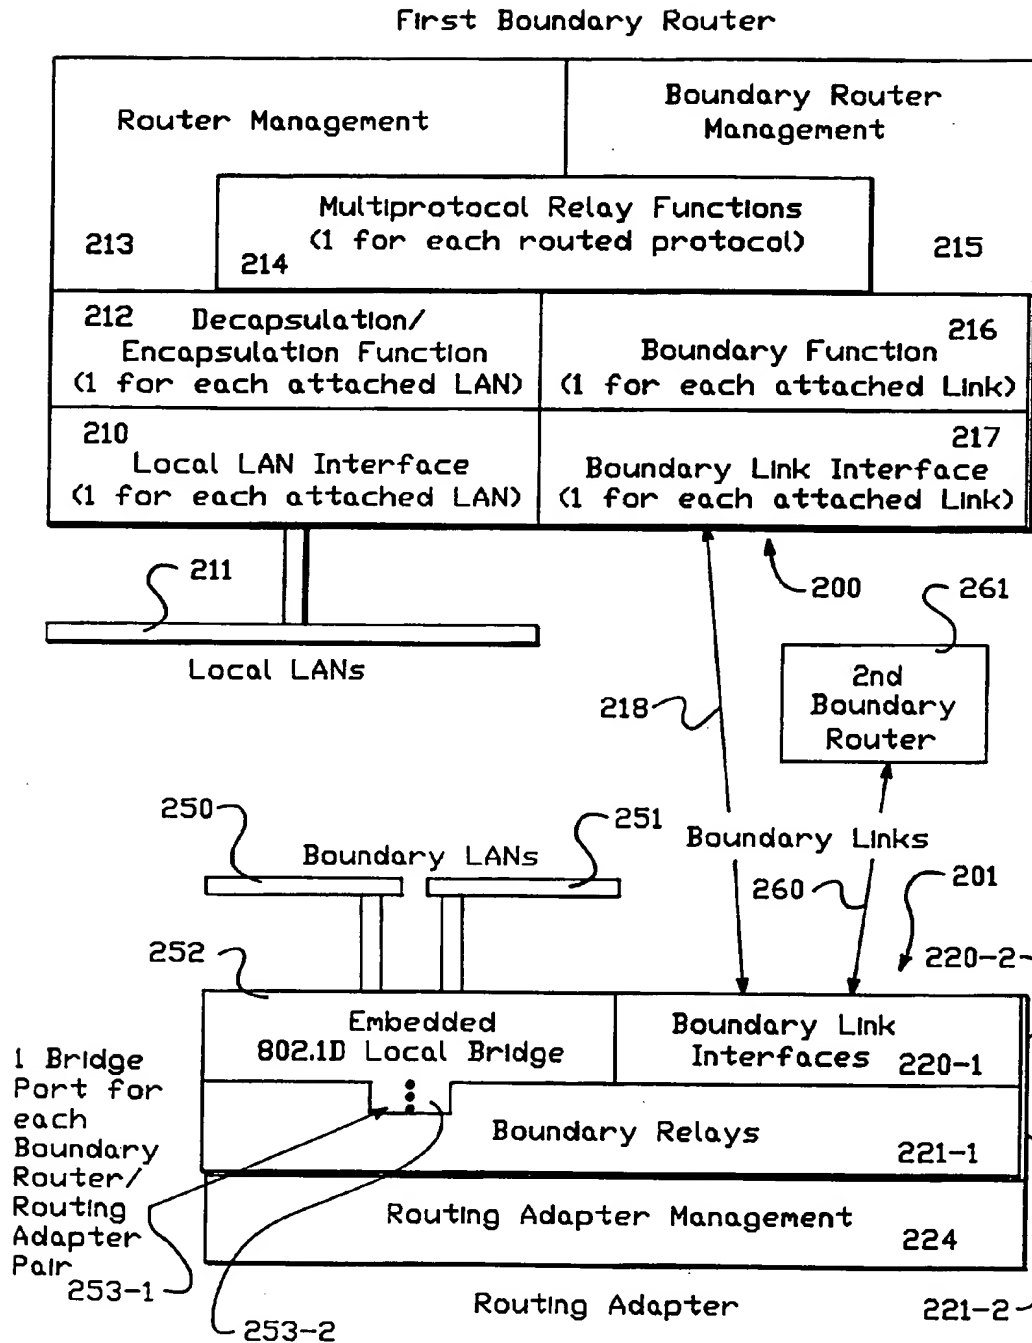 First Boundary Router
Router Management
Boundary Router
Management
Multiprotocol Relay Functions
(1 for each routed protocol)
213
214
215
212 Decapsulation/
Encapsulation Function
(1 for each attached LAN)
216
Boundary Function
(1 for each attached Link)
210
Local LAN Interface
(1 for each attached LAN)
217
Boundary Link Interface
(1 for each attached Link)
211
Local LANs
200
261
2nd
Boundary
Router
218
250
251
Boundary LANs
Boundary Links
260
201
252
220-2
Embedded
802.1D Local Bridge
Boundary Link
Interfaces
220-1
1 Bridge
Port for
each
Boundary
Router/
Routing
Adapter
Pair
Boundary Relays
221-1
Routing Adapter Management
224
253-1
253-2
Routing Adapter
221-2